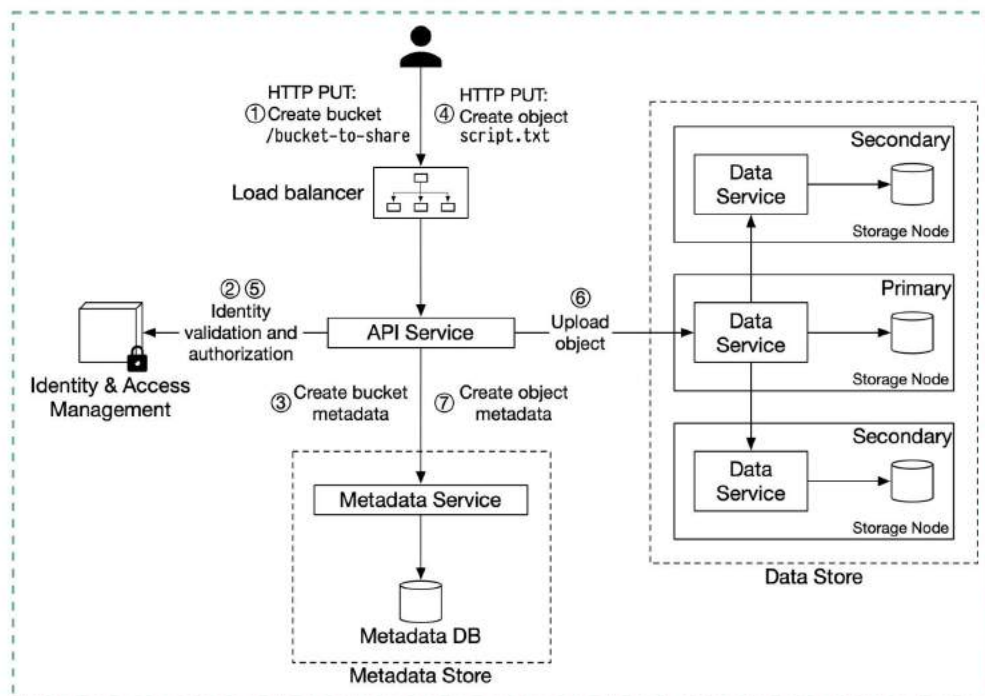 HTTP PUT:
① Create bucket
/bucket-to-share
HTTP PUT:
④ Create object
script.txt
Load balancer
② ⑤
Identity
validation and
authorization
API Service
⑥
Upload
object
Identity & Access
Management
③ Create bucket
metadata
⑦ Create object
metadata
Metadata Service
Metadata DB
Metadata Store
Secondary
Data
Service
Storage Node
Primary
Data
Service
Storage Node
Secondary
Data
Service
Storage Node
Data Store